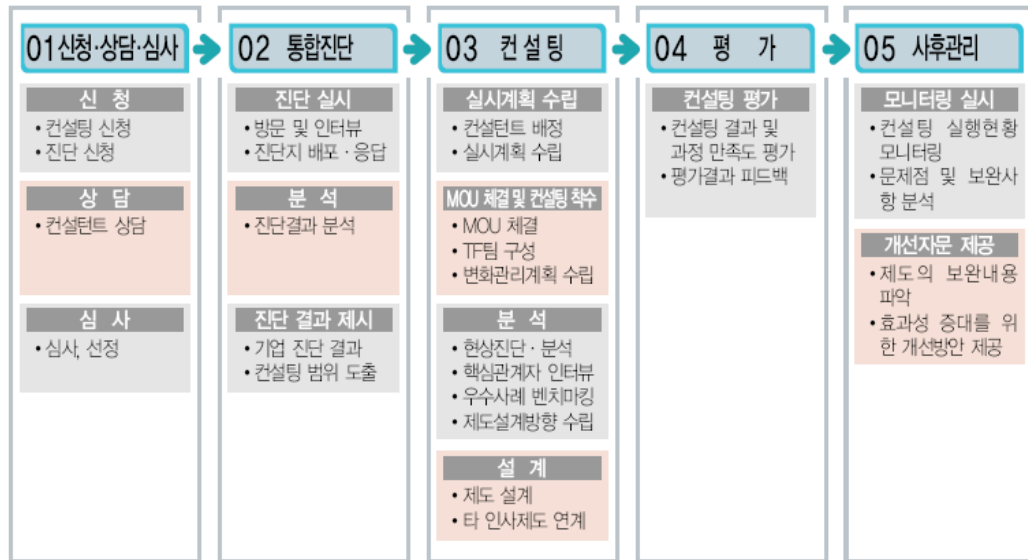 01 신청·상담·심사
신 청
• 컨설팅 신청
• 진단 신청
상 담
• 컨설턴트 상담
심 사
• 심사, 선정
02 통합진단
진단 실시
• 방문 및 인터뷰
• 진단지 배포 · 응답
분 석
• 진단결과 분석
진단 결과 제시
• 기업 진단 결과
• 컨설팅 범위 도출
03 컨 설 팅
실시계획 수립
• 컨설턴트 배정
• 실시계획 수립
MOU 체결 및 컨설팅 착수
• MOU 체결
• TF팀 구성
• 변화관리계획 수립
분 석
• 현상진단 · 분석
• 핵심관계자 인터뷰
• 우수사례 벤치마킹
• 제도설계방향 수립
설 계
• 제도 설계
• 타 인사제도 연계
04 평 가
컨설팅 평가
• 컨설팅 결과 및
과정 만족도 평가
• 평가결과 피드백
05 사후관리
모니터링 실시
• 컨설팅 실행현황
모니터링
• 문제점 및 보완사
항 분석
개선자문 제공
• 제도의 보완내용
파악
• 효과성 증대를 위
한 개선방안 제공